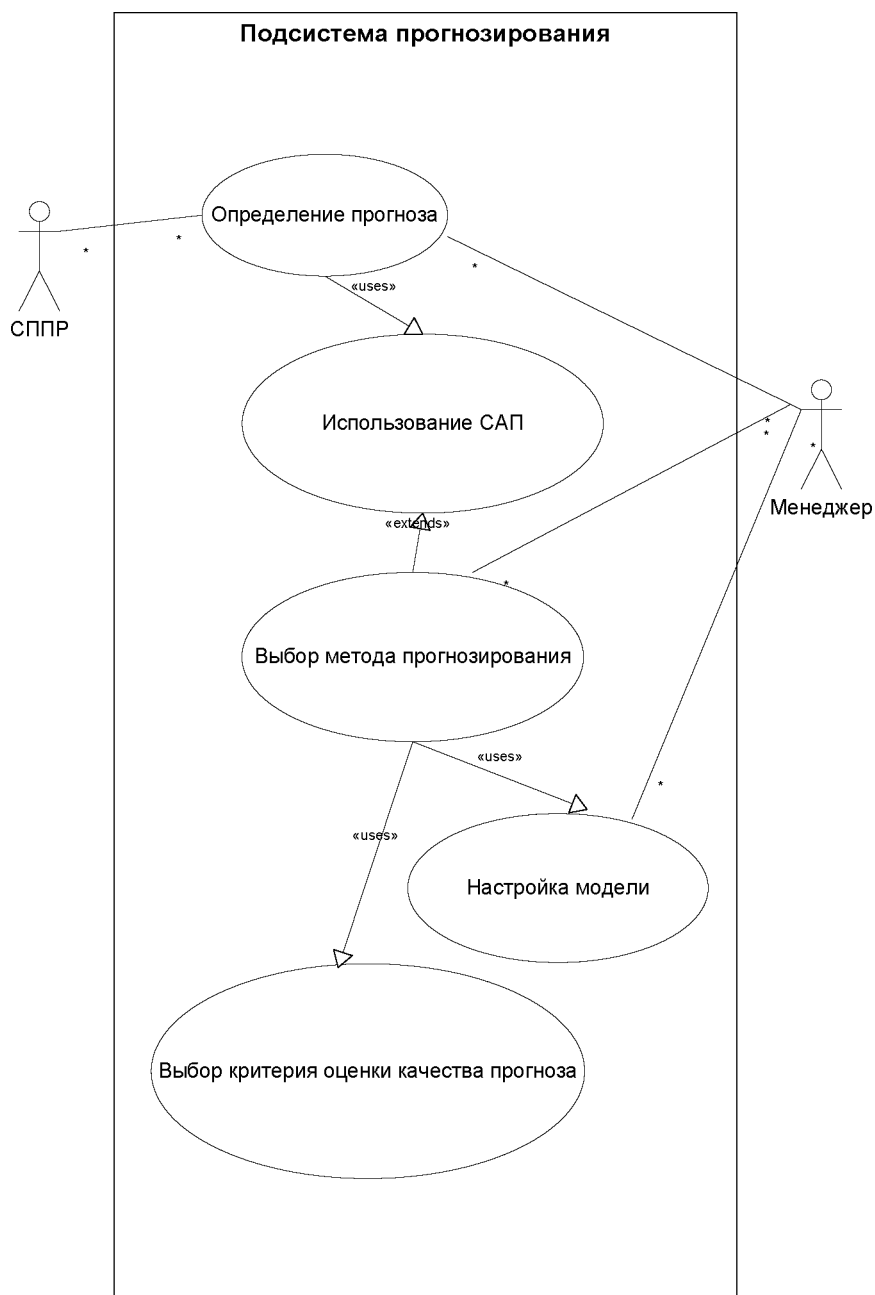 Подсистема прогнозирования
Определение прогноза
*
*
*
«uses»
СППР
Использование САП
*
*
*
Менеджер
«extends»
*
Выбор метода прогнозирования
«uses»
*
«uses»
Настройка модели
Выбор критерия оценки качества прогноза